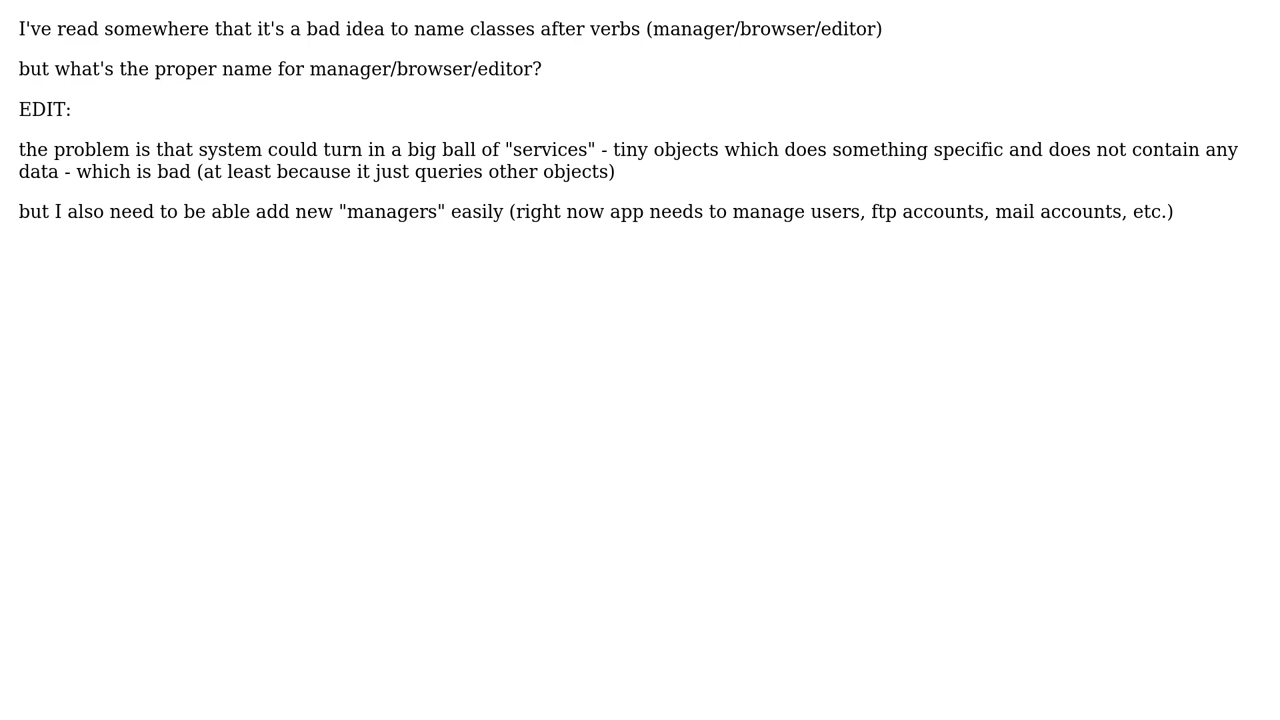 I've read somewhere that it's a bad idea to name classes after verbs (manager/browser/editor)
but what's the proper name for manager/browser/editor?
EDIT:
the problem is that system could turn in a big ball of "services" - tiny objects which does something specific and does not contain any
data - which is bad (at least because it just queries other objects)
but I also need to be able add new "managers" easily (right now app needs to manage users, ftp accounts, mail accounts, etc.)